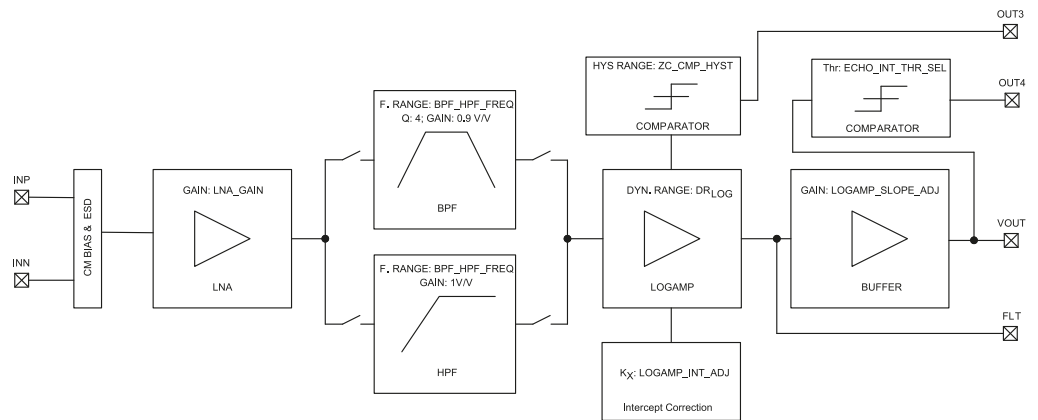 OUT3
HYS RANGE: ZC_CMP_HYST
COMPARATOR
Thr: ECHO_INT_THR_SEL
COMPARATOR
OUT4
F. RANGE: BPF_HPF_FREQ
Q: 4; GAIN: 0.9 V/V
BPF
INP
INN
CM BIAS & ESD
GAIN: LNA_GAIN
LNA
DYN. RANGE: DRLOG
LOGAMP
GAIN: LOGAMP_SLOPE_ADJ
BUFFER
VOUT
F. RANGE: BPF_HPF_FREQ
GAIN: 1V/V
HPF
FLT
KX: LOGAMP_INT_ADJ
Intercept Correction